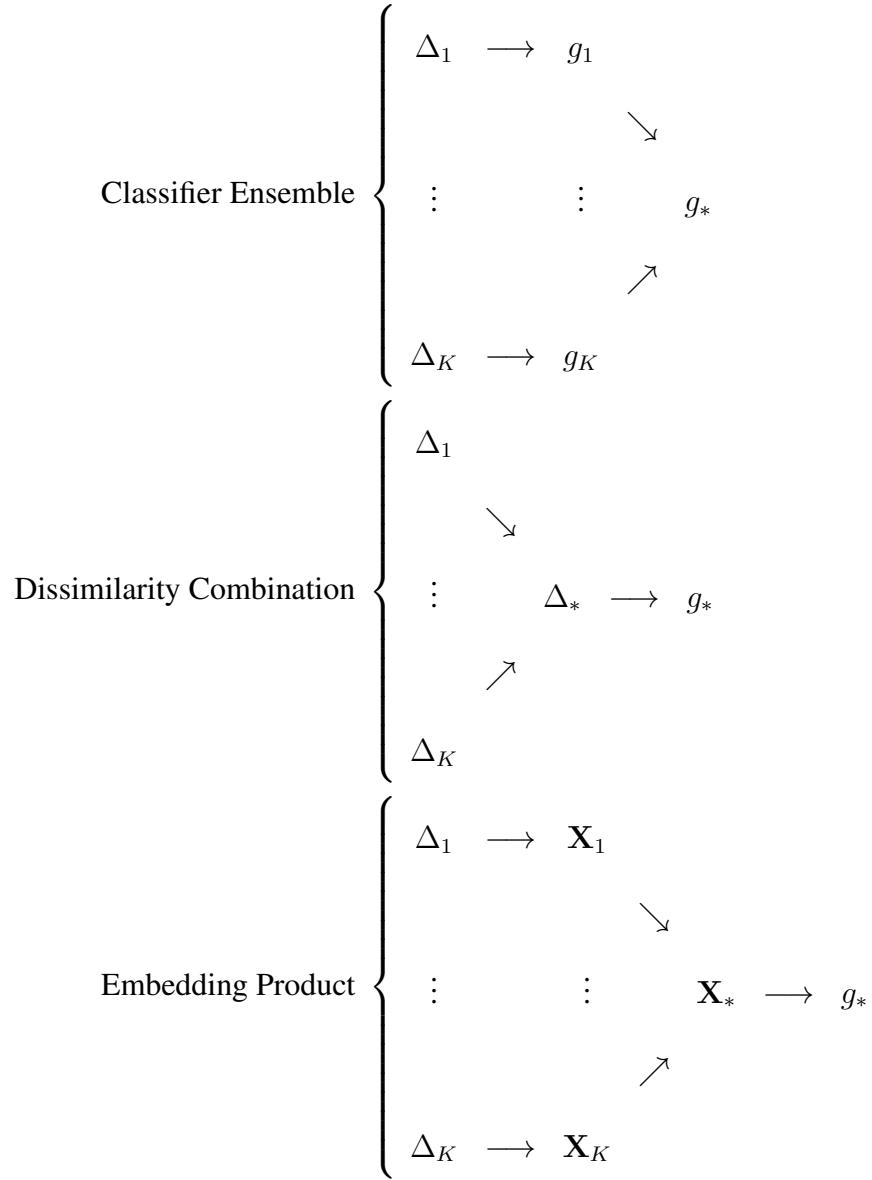 Δ₁ ⟶ g₁
↘
Classifier Ensemble { ⋮ ⋮ g∗
↗
Δ_K ⟶ g_K
Δ₁
↘
Dissimilarity Combination { ⋮ Δ∗ ⟶ g∗
↗
Δ_K
Δ₁ ⟶ X₁
↘
Embedding Product { ⋮ ⋮ X∗ ⟶ g∗
↗
Δ_K ⟶ X_K